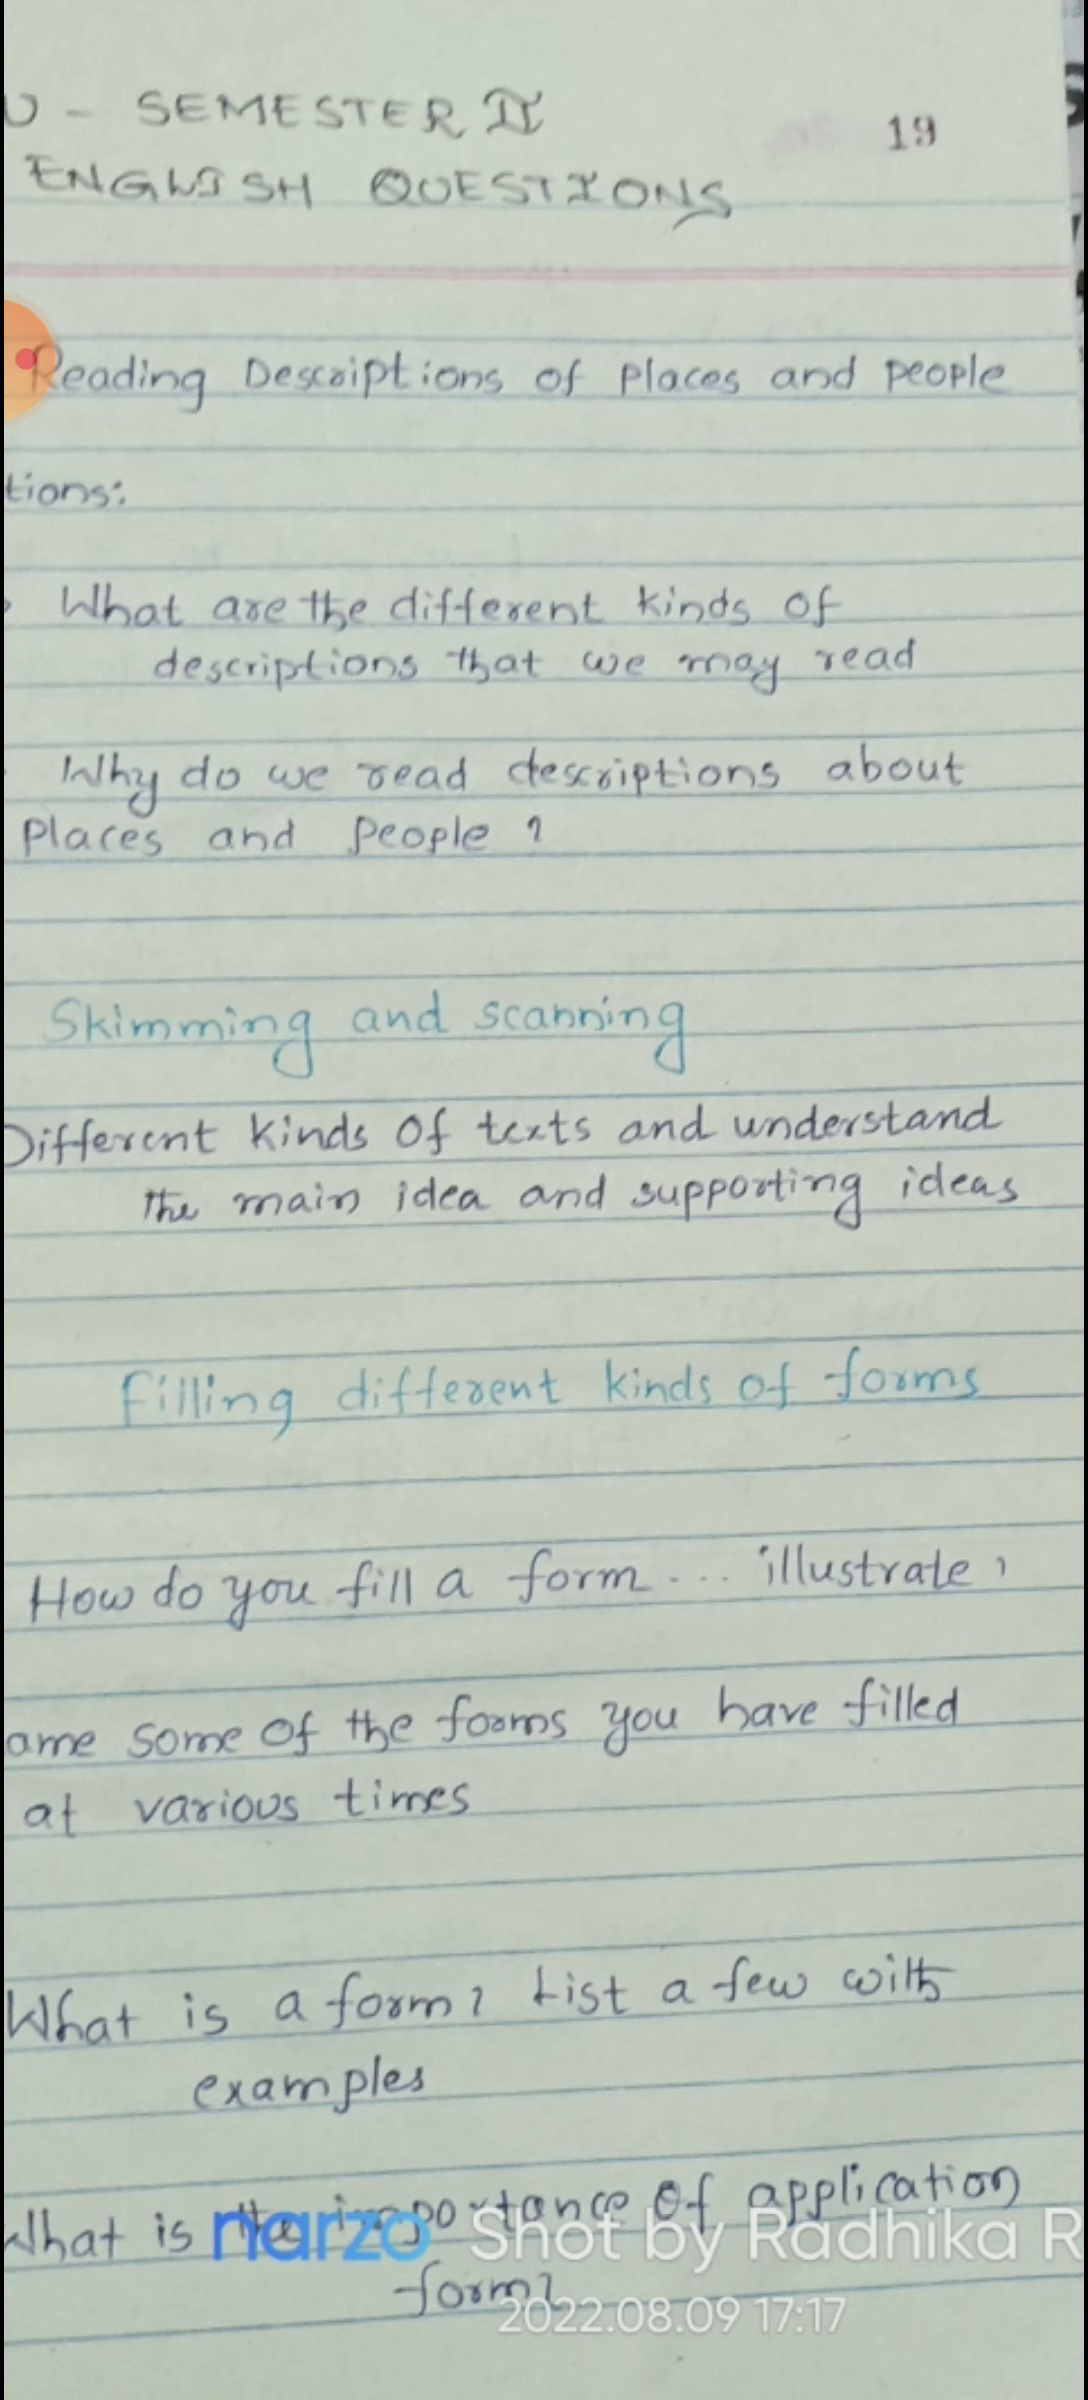 U - SEMESTER II
19
ENGLISH QUESTIONS
Reading Descriptions of places and people
tions:
What are the different kinds of
descriptions that we may read
Why do we read descriptions about
Places and people ?
Skimming and scanning
Different kinds of texts and understand
the main idea and supporting ideas
Filling different kinds of forms
How do you fill a form ... illustrate ?
ame some of the forms you have filled
at various times
What is a form ? List a few with
examples
What is the importance of application
form ?
narzo Shot by Radhika R
2022.08.09 17:17